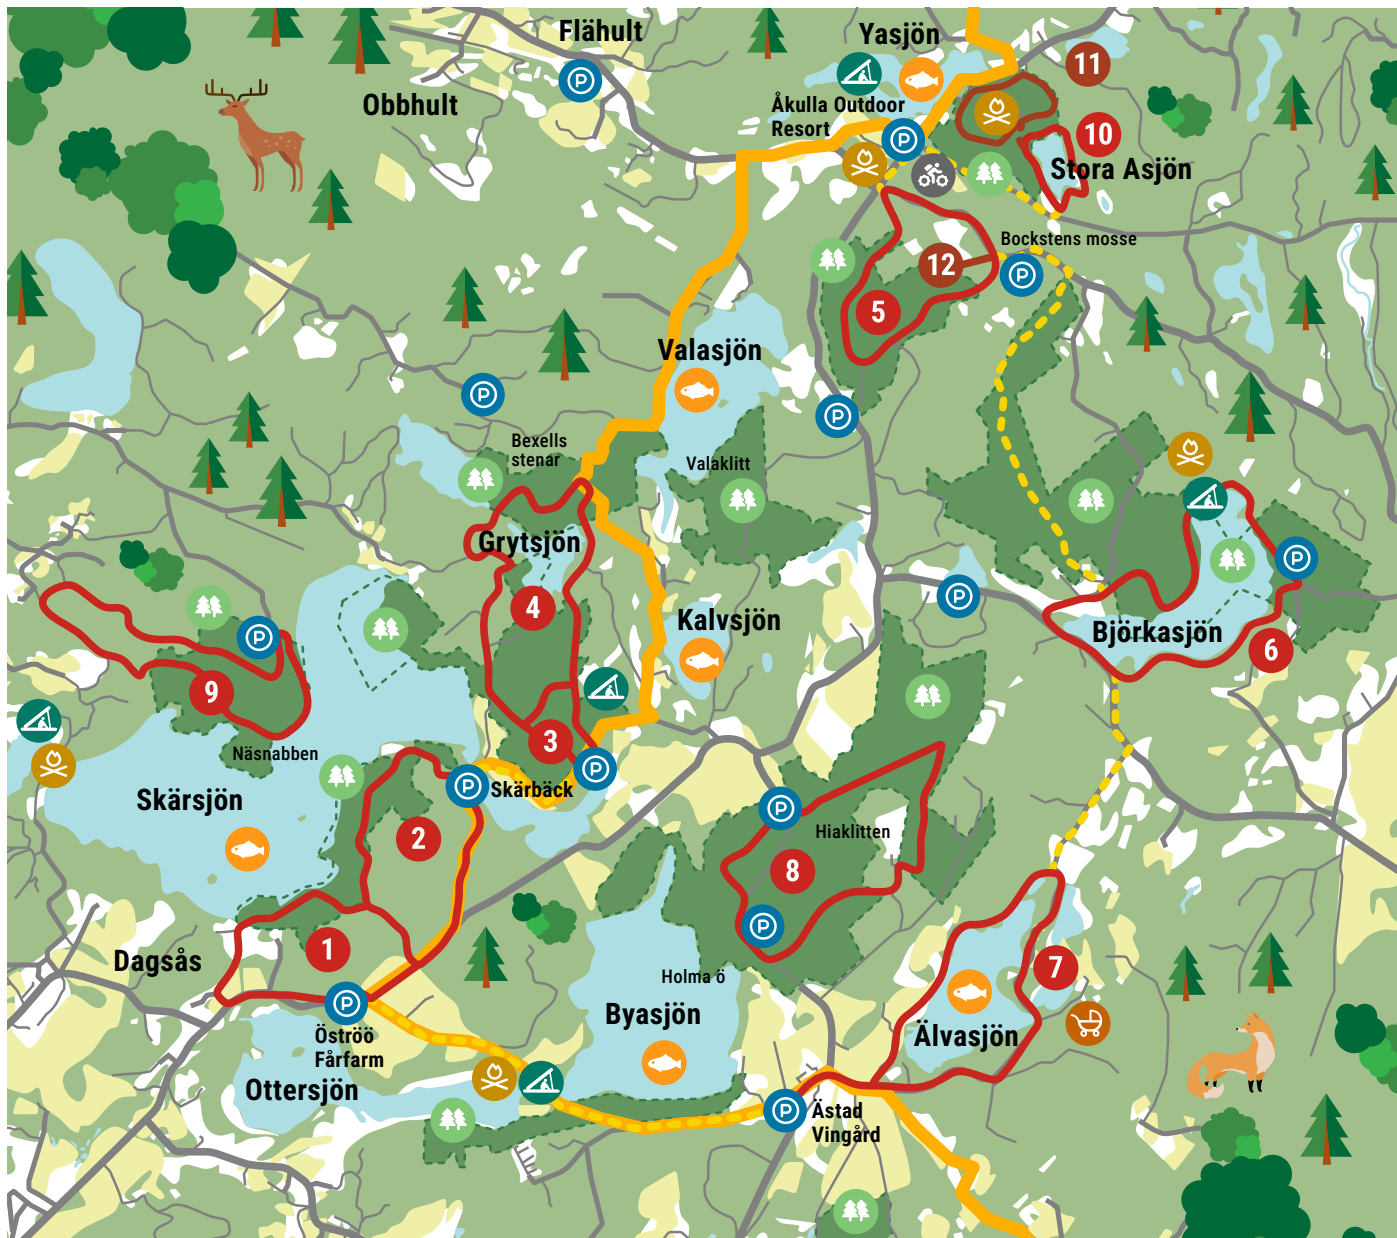 Flähult
Yasjön
11
Obbhult
Åkulla Outdoor
Resort
P
P
10
Stora Asjön
Bockstens mosse
12
P
5
Valasjön
P
P
Bexells
stenar
Valaklitt
Grytsjön
P
P
4
Kalvsjön
Björkasjön
6
P
9
3
Näsnabben
P
Skärbäck
P
Skärsjön
P
Hiaklitten
2
8
P
1
Dagsås
Holma ö
7
P
Byasjön
Älvasjön
Öströö
Fårfarm
Ottersjön
P
Ästad
Vingård